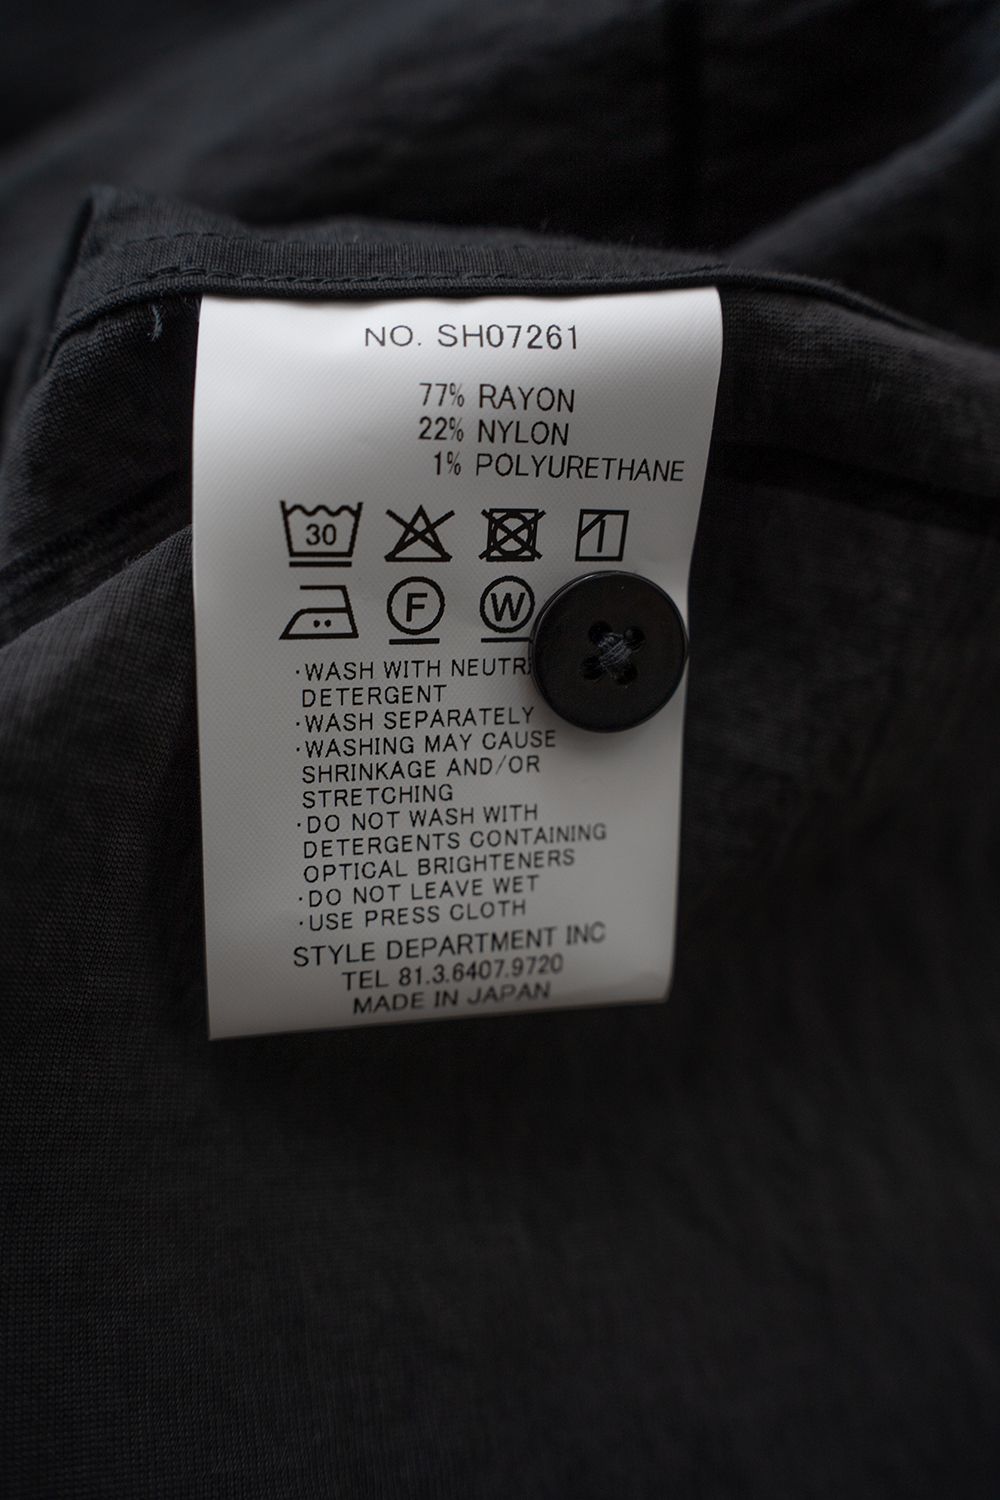 NO. SH07261
77% RAYON
22% NYLON
1% POLYURETHANE
30
F W
·WASH WITH
DETERGENT
·WASH SEPARATELY
·WASHING MAY CAUSE
SHRINKAGE AND/OR
STRETCHING
·DO NOT WASH WITH
DETERGENTS CONTAINING
OPTICAL BRIGHTENERS
·DO NOT LEAVE WET
·USE PRESS CLOTH
STYLE DEPARTMENT INC
TEL 81.3.6407.9720
MADE IN JAPAN